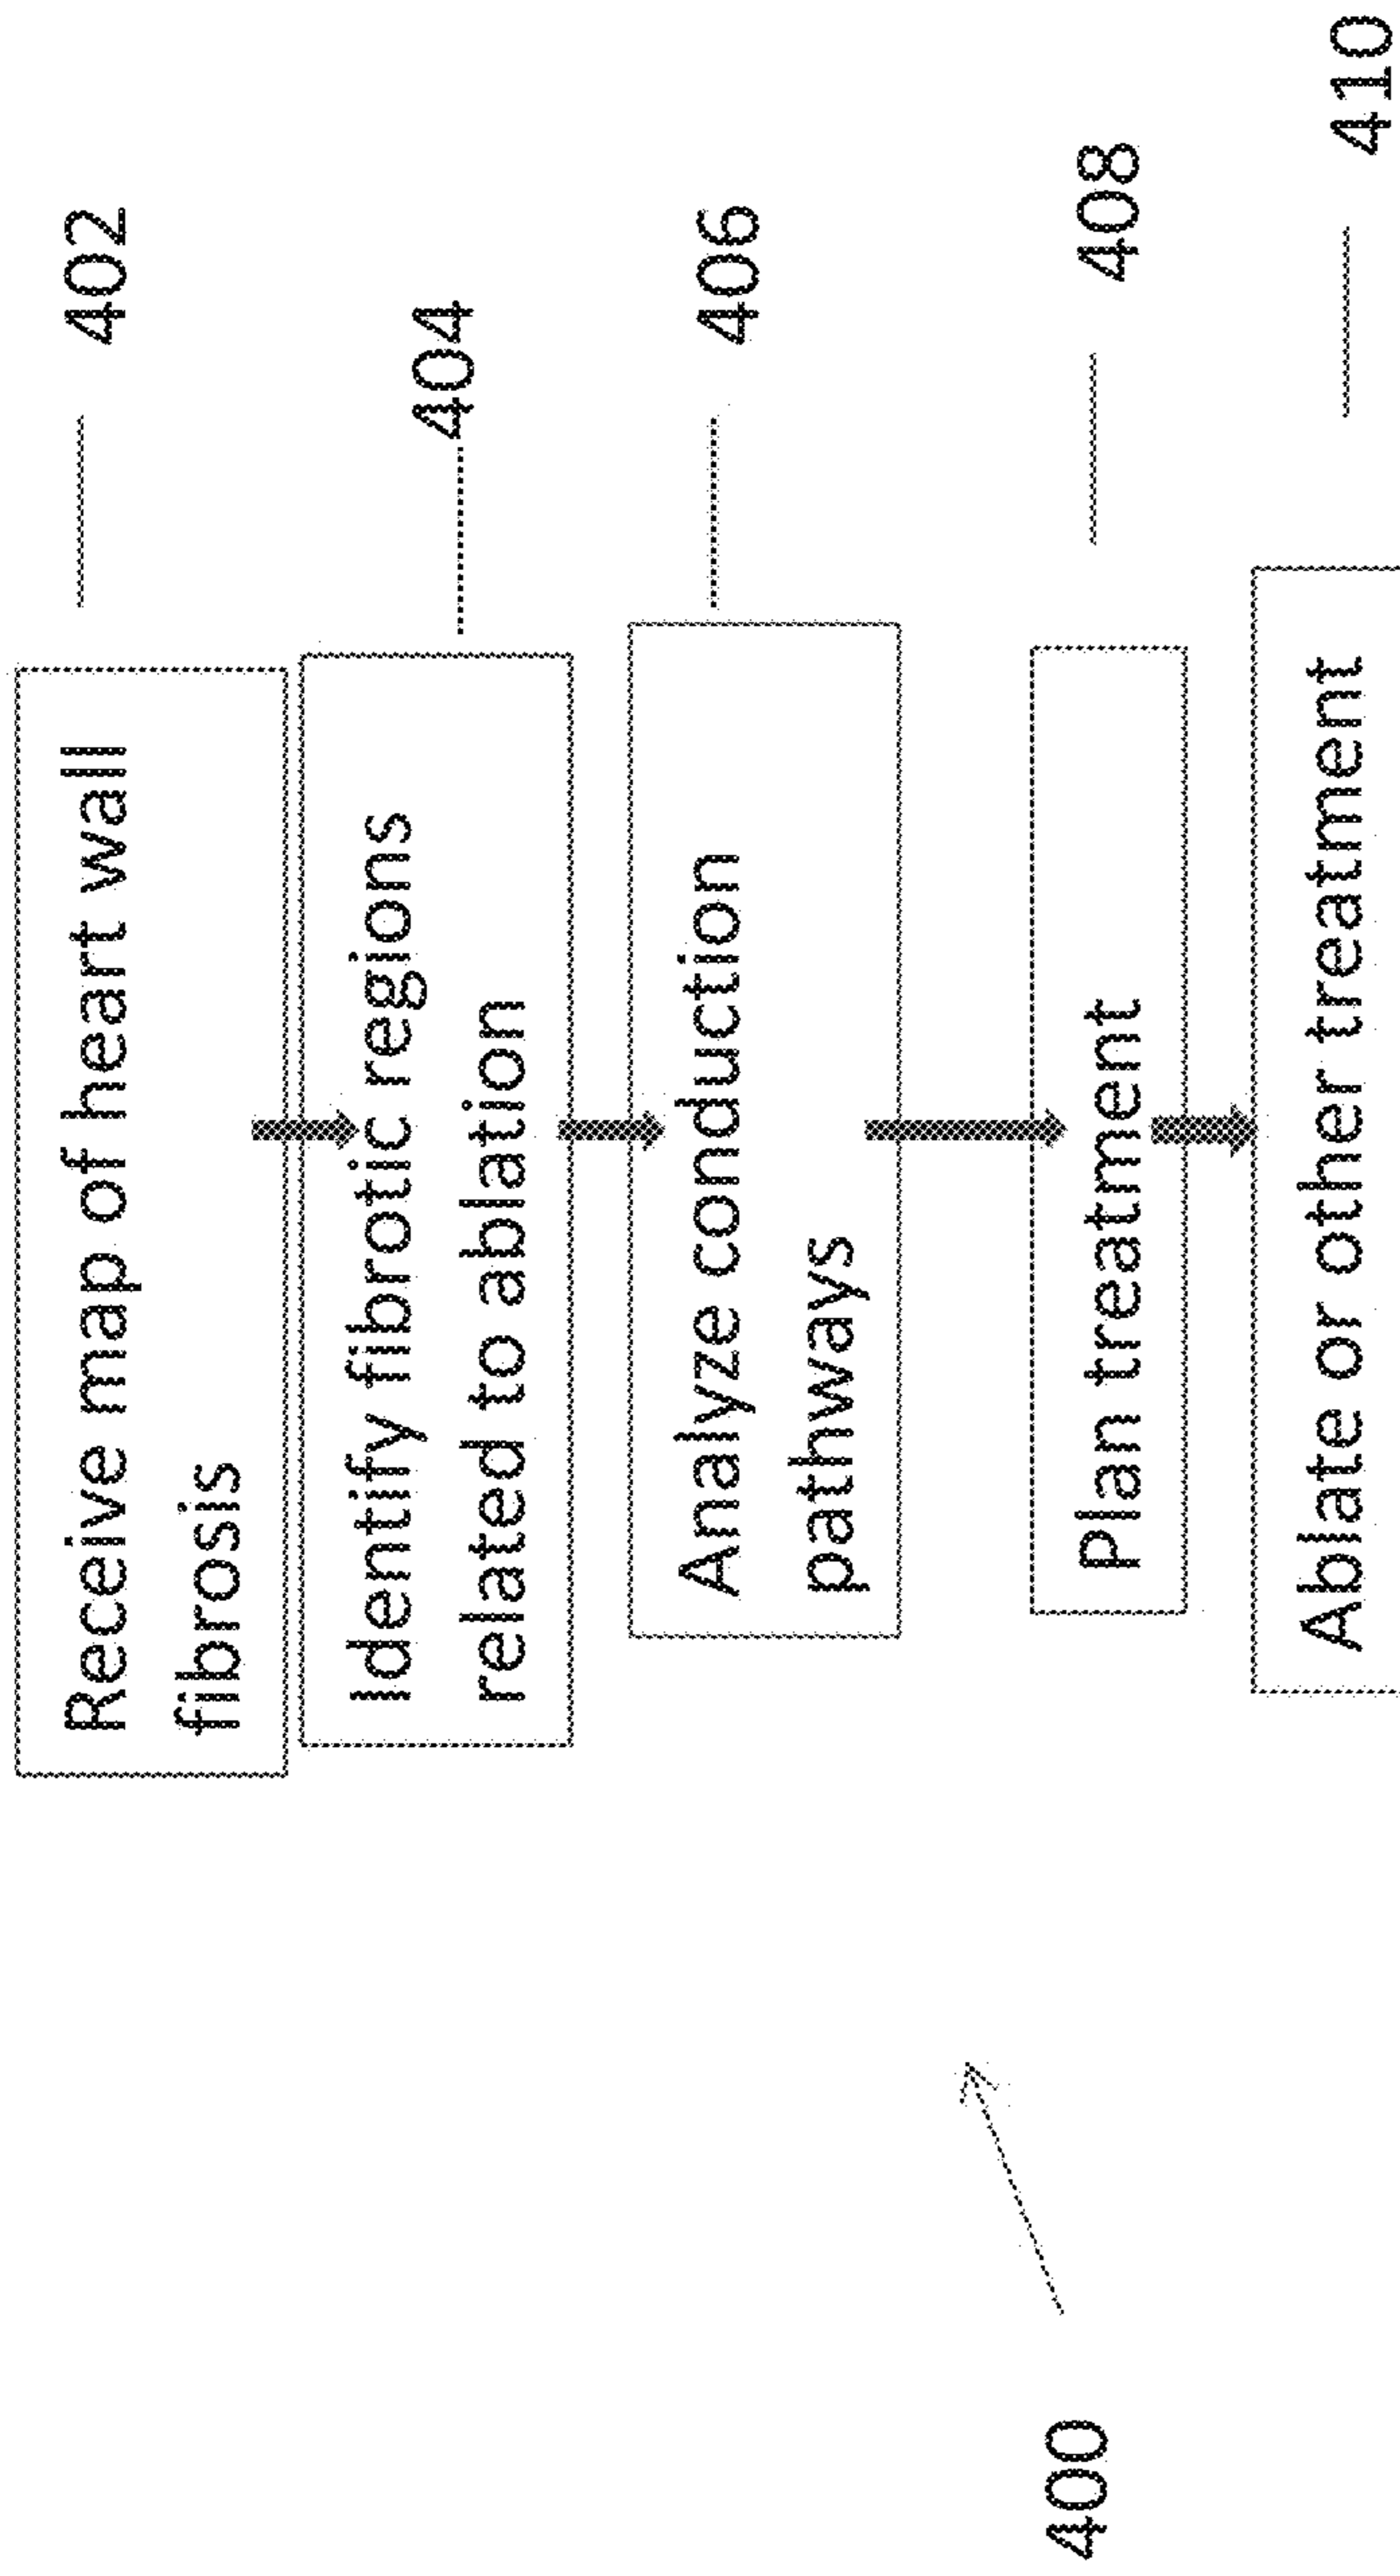 Receive map of heart wall
fibrosis
402
Identify fibrotic regions
related to ablation
404
Analyze conduction
pathways
406
Plan treatment
408
Ablate or other treatment
410
400